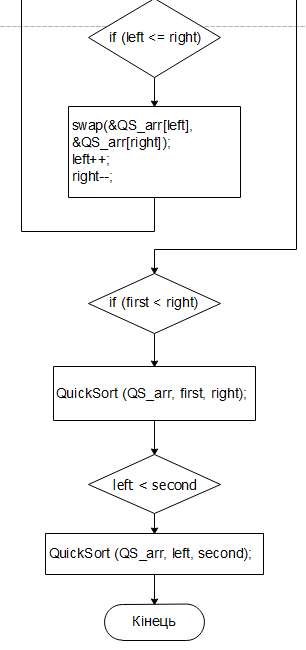 if (left <= right)
swap(&QS_arr[left],
&QS_arr[right]);
left++;
right--;
if (first < right)
QuickSort (QS_arr, first, right);
left < second
QuickSort (QS_arr, left, second);
Кінець